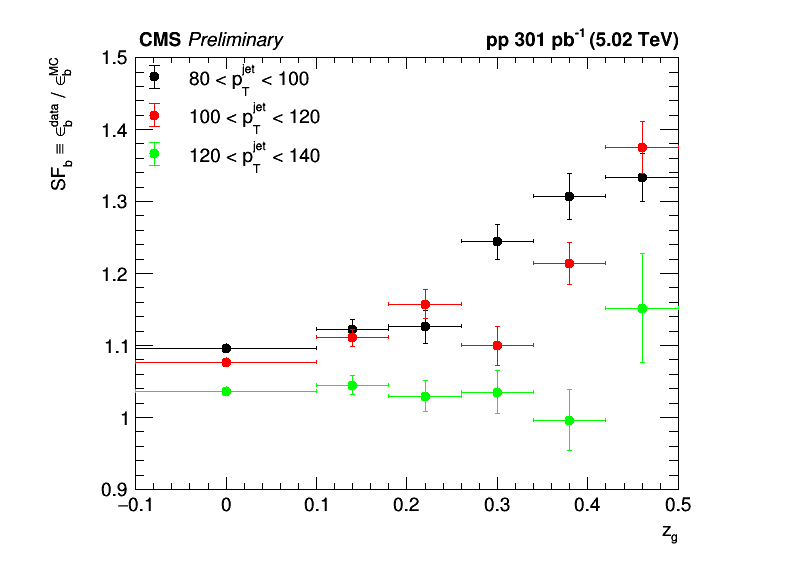 CMS Preliminary pp 301 pb⁻¹ (5.02 TeV)
SF_b ≡ ϵ_b^data / ϵ_b^MC
80 < p_T^jet < 100
100 < p_T^jet < 120
120 < p_T^jet < 140
1.5
1.4
1.3
1.2
1.1
1
0.9
−0.1 0 0.1 0.2 0.3 0.4 0.5
z_g